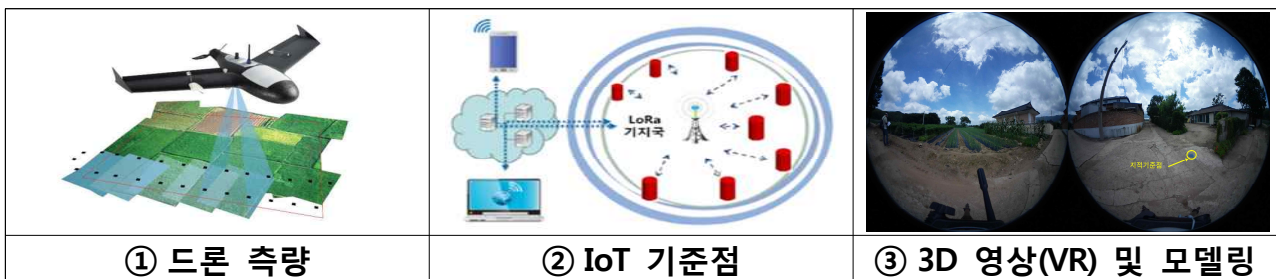 LoRa
기지국
지적기준점
① 드론 측량
② IoT 기준점
③ 3D 영상(VR) 및 모델링